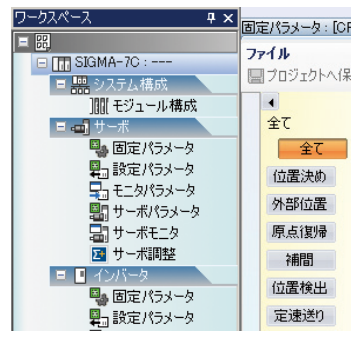 ワークスペース
SIGMA-7C : ---
システム構成
モジュール構成
サーボ
固定パラメータ
設定パラメータ
モニタパラメータ
サーボパラメータ
サーボモニタ
サーボ調整
インバータ
固定パラメータ
設定パラメータ
固定パラメータ : [CP
ファイル
プロジェクトへ保
全て
全て
位置決め
外部位置
原点復帰
補間
位置検出
定速送り